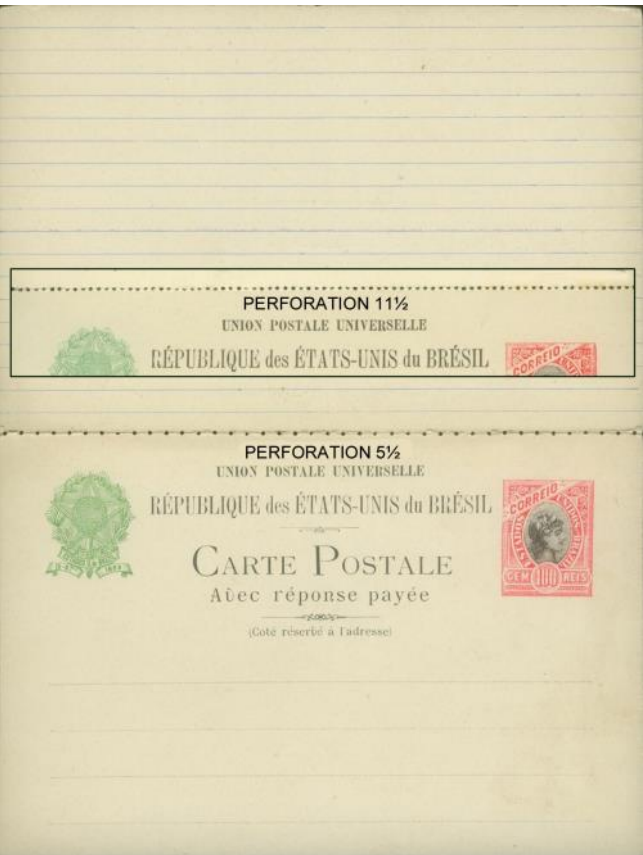 PERFORATION 11½
UNION POSTALE UNIVERSELLE
RÉPUBLIQUE des ÉTATS-UNIS du BRÉSIL
CORREIO
PERFORATION 5½
UNION POSTALE UNIVERSELLE
RÉPUBLIQUE des ÉTATS-UNIS du BRÉSIL
CORREIO
CARTE POSTALE
CEM 100 REIS
Avec réponse payée
(Coté réservé à l'adresse)